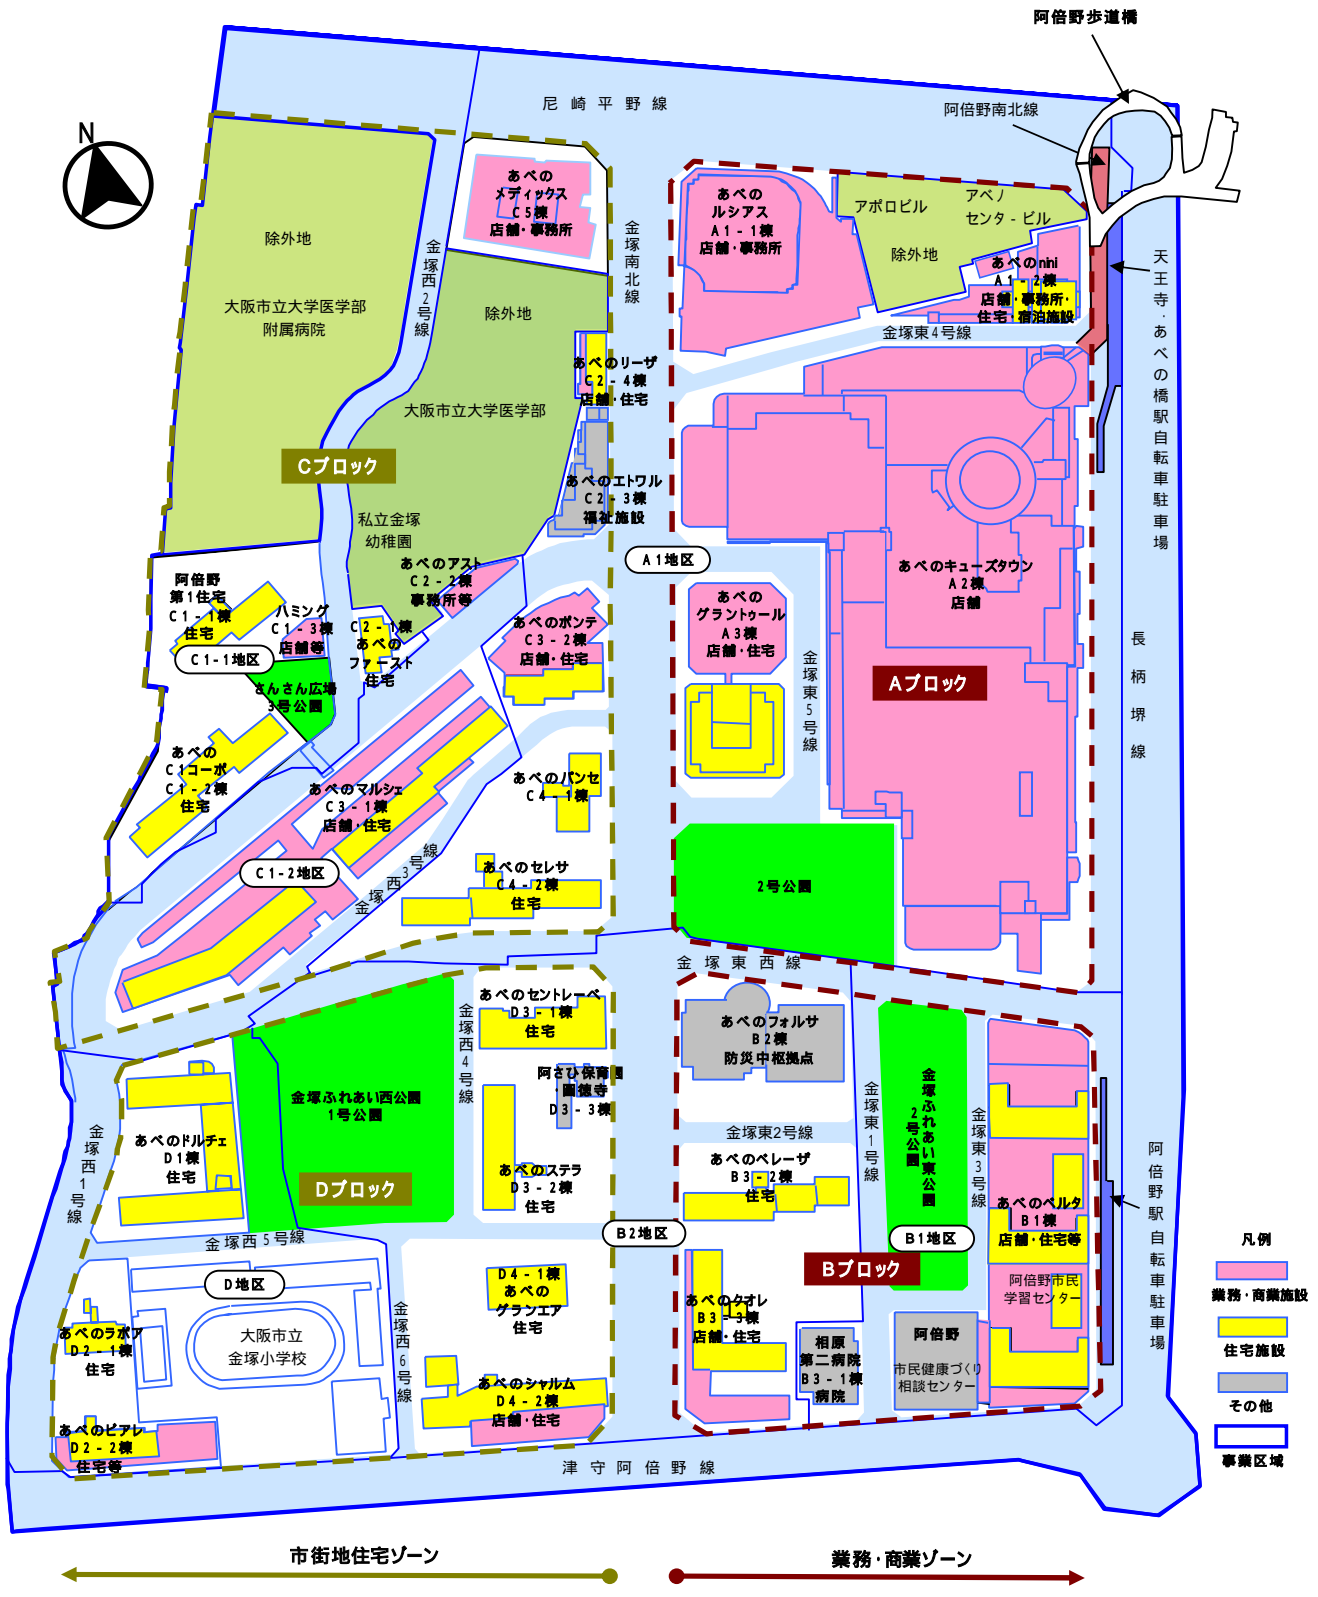 阿倍野歩道橋
阿倍野南北線
尼崎平野線
N
あべの
メディックス
C5棟
店舗・事務所
あべの
ルシアス
A1-1棟
店舗・事務所
アポロビル
アベノ
センタ-ビル
除外地
あべのnini
A1-2棟
店舗・事務所・
住宅・宿泊施設
金塚東4号線
金塚南北線
金塚西2号線
除外地
大阪市立大学医学部
附属病院
除外地
大阪市立大学医学部
天王寺・あべの橋駅自転車駐車場
あべのリーザ
C2-4棟
店舗・住宅
Cブロック
あべのエトワル
C2-3棟
福祉施設
私立金塚
幼稚園
A1地区
あべのアスト
C2-2棟
事務所等
あべのキューズタウン
A2棟
店舗
阿倍野
第1住宅
C1-1棟
住宅
ハミング
C1-3棟
店舗等
C2-1棟
あべの
ファースト
住宅
あべのポンテ
C3-2棟
店舗・住宅
あべの
グラントゥール
A3棟
店舗・住宅
C1-1地区
さんさん広場
3号公園
金塚東5号線
Aブロック
長柄堺線
あべの
C1コーポ
C1-2棟
住宅
あべのマルシェ
C3-1棟
店舗・住宅
あべのパンセ
C4-1棟
C1-2地区
金塚西3号線
あべのセレサ
C4-2棟
住宅
2号公園
金塚東西線
あべのセントレーベ
D3-1棟
住宅
金塚西4号線
あべのフォルサ
B2棟
防災中枢拠点
金塚ふれあい西公園
1号公園
阿さひ保育園
・圓徳寺
D3-3棟
金塚東1号線
金塚ふれあい東公園
2号公園
金塚東3号線
金塚東2号線
あべのドルチェ
D1棟
住宅
金塚西1号線
Dブロック
あべのステラ
D3-2棟
住宅
あべのベレーザ
B3-2棟
住宅
あべのベルタ
B1棟
店舗・住宅等
阿倍野駅自転車駐車場
金塚西5号線
B2地区
B1地区
Bブロック
D地区
D4-1棟
あべの
グランエア
住宅
阿倍野市民
学習センター
あべのクオレ
B3-3棟
店舗・住宅
あべのラポア
D2-1棟
住宅
大阪市立
金塚小学校
金塚西6号線
相原
第二病院
B3-1棟
病院
阿倍野
市民健康づくり
相談センター
あべのシャルム
D4-2棟
店舗・住宅
あべのピアレ
D2-2棟
住宅等
津守阿倍野線
凡例
業務・商業施設
住宅施設
その他
事業区域
市街地住宅ゾーン
業務・商業ゾーン